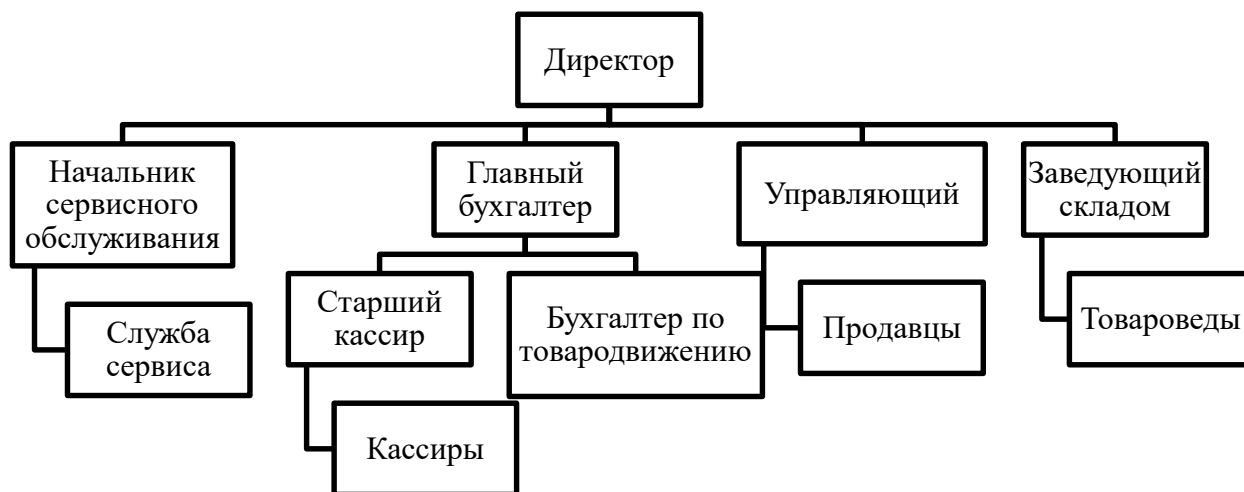 Директор
Начальник
сервисного
обслуживания
Главный
бухгалтер
Управляющий
Заведующий
складом
Служба
сервиса
Старший
кассир
Бухгалтер по
товародвижению
Продавцы
Товароведы
Кассиры